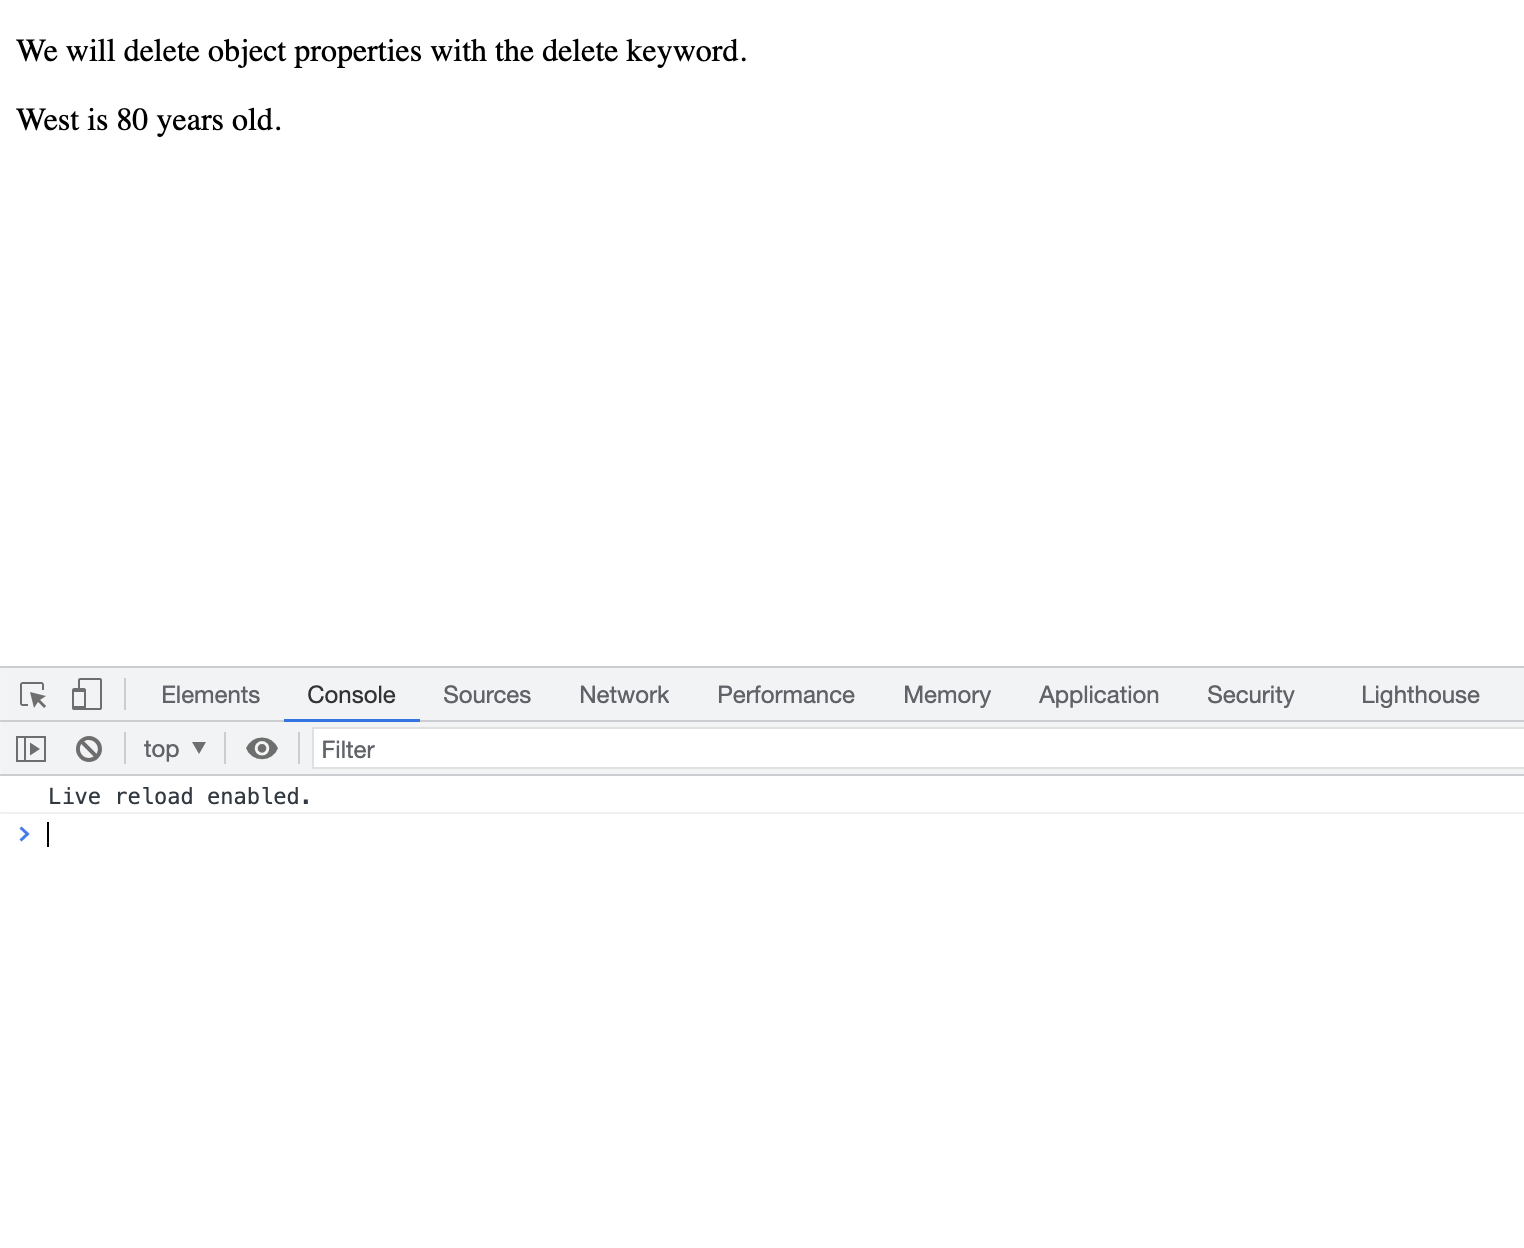 We will delete object properties with the delete keyword.
West is 80 years old.
Elements Console Sources Network Performance Memory Application Security Lighthouse
top Filter
Live reload enabled.